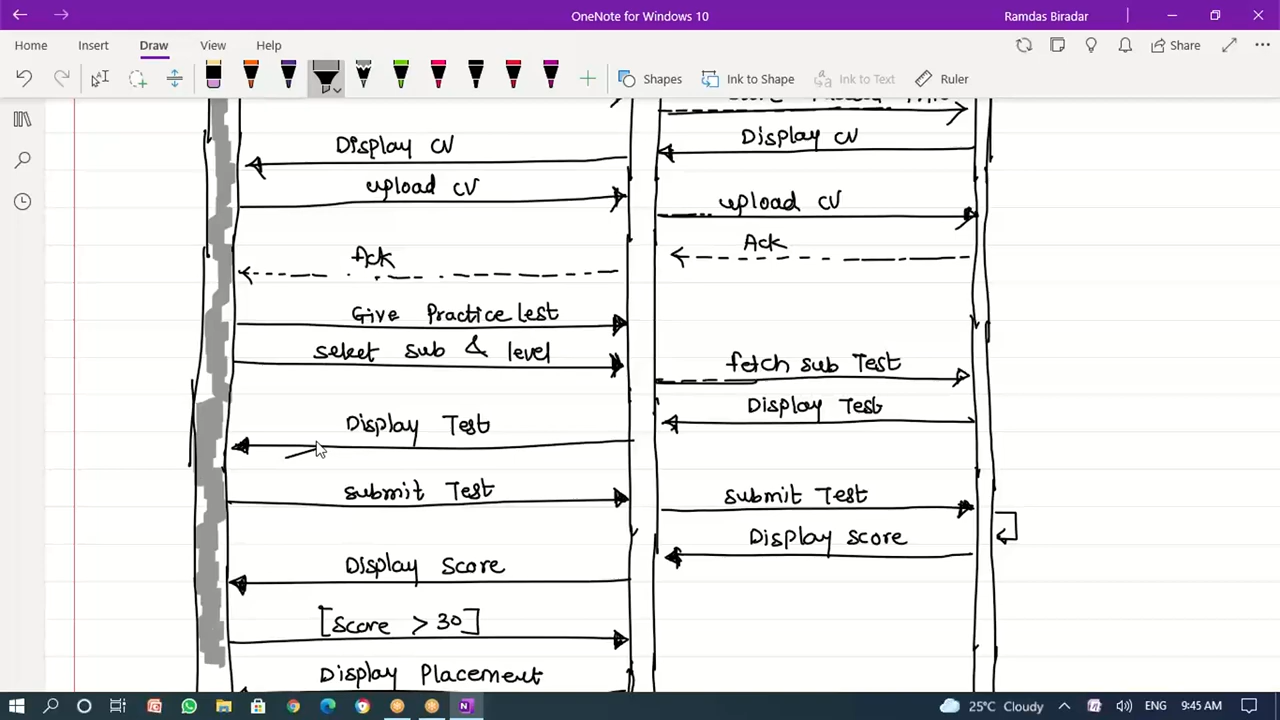 OneNote for Windows 10
Ramdas Biradar
Home Insert Draw View Help
Share
Shapes
Ink to Shape
Ink to Text
Ruler
Display CV
Display CV
upload CV
upload CV
Ack
Ack
Give Practice Test
select sub & level
fetch sub Test
Display Test
Display Test
submit Test
submit Test
Display score
Display Score
[Score > 30]
Display Placement
25°C Cloudy
ENG
9:45 AM